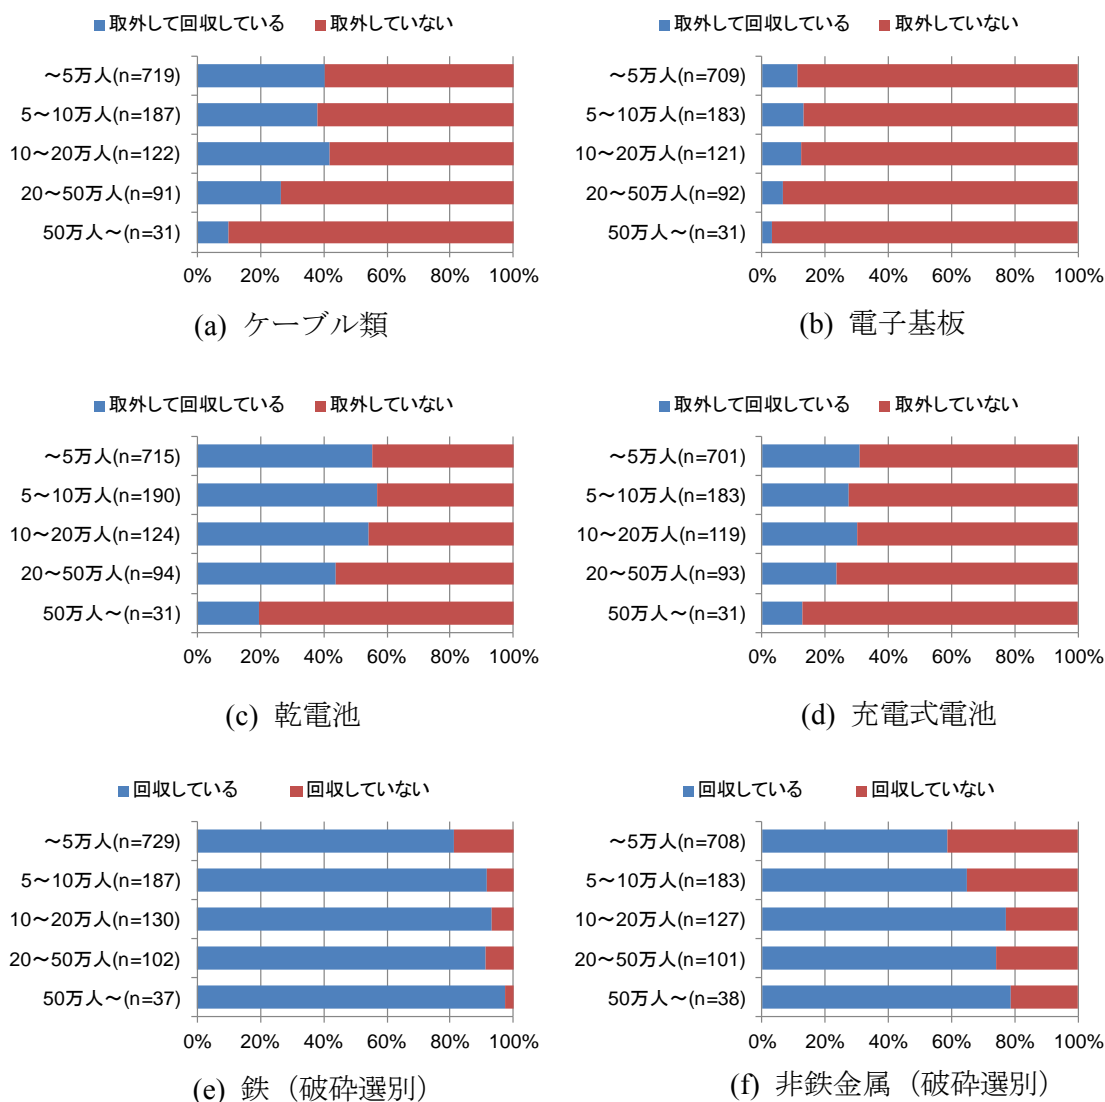 取外して回収している 取外していない
～5万人(n=719)
5～10万人(n=187)
10～20万人(n=122)
20～50万人(n=91)
50万人～(n=31)
0% 20% 40% 60% 80% 100%
(a) ケーブル類
取外して回収している 取外していない
～5万人(n=709)
5～10万人(n=183)
10～20万人(n=121)
20～50万人(n=92)
50万人～(n=31)
0% 20% 40% 60% 80% 100%
(b) 電子基板
取外して回収している 取外していない
～5万人(n=715)
5～10万人(n=190)
10～20万人(n=124)
20～50万人(n=94)
50万人～(n=31)
0% 20% 40% 60% 80% 100%
(c) 乾電池
取外して回収している 取外していない
～5万人(n=701)
5～10万人(n=183)
10～20万人(n=119)
20～50万人(n=93)
50万人～(n=31)
0% 20% 40% 60% 80% 100%
(d) 充電式電池
回収している 回収していない
～5万人(n=729)
5～10万人(n=187)
10～20万人(n=130)
20～50万人(n=102)
50万人～(n=37)
0% 20% 40% 60% 80% 100%
(e) 鉄（破砕選別）
回収している 回収していない
～5万人(n=708)
5～10万人(n=183)
10～20万人(n=127)
20～50万人(n=101)
50万人～(n=38)
0% 20% 40% 60% 80% 100%
(f) 非鉄金属（破砕選別）